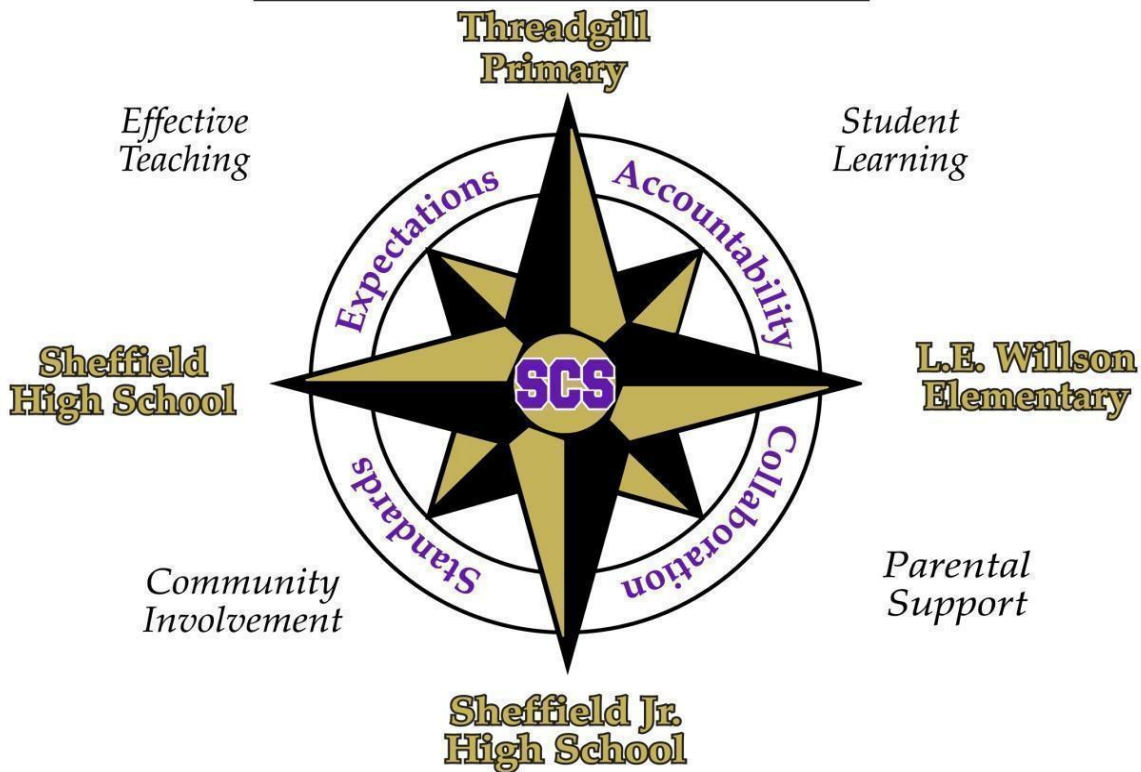 Threadgill
Primary
Effective
Teaching
Student
Learning
Expectations
Accountability
Sheffield
High School
SCS
L.E. Willson
Elementary
Standards
Collaboration
Community
Involvement
Parental
Support
Sheffield Jr.
High School